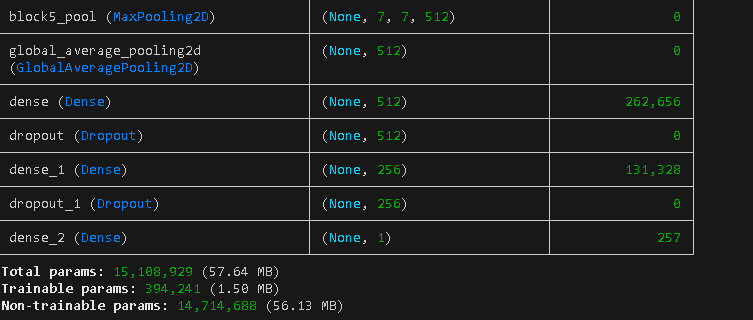 block5_pool (MaxPooling2D) (None, 7, 7, 512) 0
global_average_pooling2d (None, 512) 0
(GlobalAveragePooling2D)
dense (Dense) (None, 512) 262,656
dropout (Dropout) (None, 512) 0
dense_1 (Dense) (None, 256) 131,328
dropout_1 (Dropout) (None, 256) 0
dense_2 (Dense) (None, 1) 257
Total params: 15,108,929 (57.64 MB)
Trainable params: 394,241 (1.50 MB)
Non-trainable params: 14,714,688 (56.13 MB)